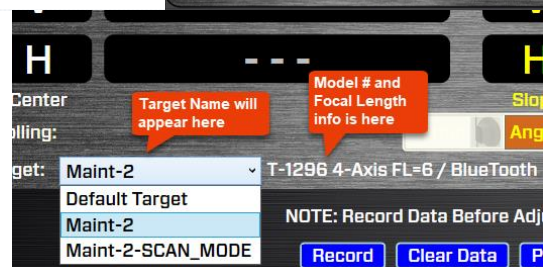 H
- - -
H
Center
Slop
Target Name will
appear here
Model # and
Focal Length
info is here
lling:
Ang
get:
Maint-2
T-1296 4-Axis FL=6 / BlueTooth
Default Target
Maint-2
Maint-2-SCAN_MODE
NOTE: Record Data Before Adju
Record
Clear Data
P